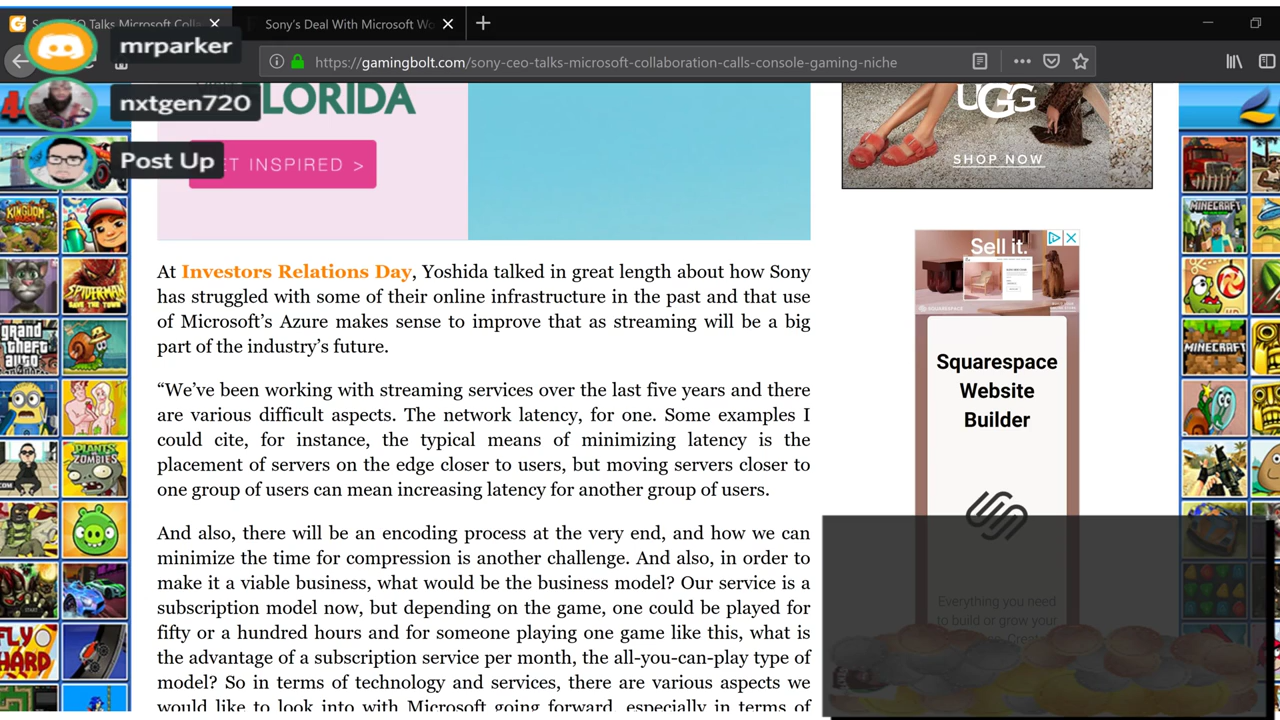 Sony's Deal With Microsoft Wo
Talks Microsoft Coll
mrparker
https://gamingbolt.com/sony-ceo-talks-microsoft-collaboration-calls-console-gaming-niche
nxtgen720
LORIDA
Post Up
ET INSPIRED >
UGG
SHOP NOW
At Investors Relations Day, Yoshida talked in great length about how Sony
has struggled with some of their online infrastructure in the past and that use
of Microsoft's Azure makes sense to improve that as streaming will be a big
part of the industry's future.
“We've been working with streaming services over the last five years and there
are various difficult aspects. The network latency, for one. Some examples I
could cite, for instance, the typical means of minimizing latency is the
placement of servers on the edge closer to users, but moving servers closer to
one group of users can mean increasing latency for another group of users.
And also, there will be an encoding process at the very end, and how we can
minimize the time for compression is another challenge. And also, in order to
make it a viable business, what would be the business model? Our service is a
subscription model now, but depending on the game, one could be played for
fifty or a hundred hours and for someone playing one game like this, what is
the advantage of a subscription service per month, the all-you-can-play type of
model? So in terms of technology and services, there are various aspects we
would like to look into with Microsoft going forward, especially in terms of
Sell it.
SQUARESPACE
Squarespace
Website
Builder
Everything you need
to build or grow your
KINGDOM
SPIDERMAN
SAVE THE TOWN
grand
theft
auto
PLANTS
ZOMBIES
START
FLY
HARD
MINECRAFT
MINECRAFT